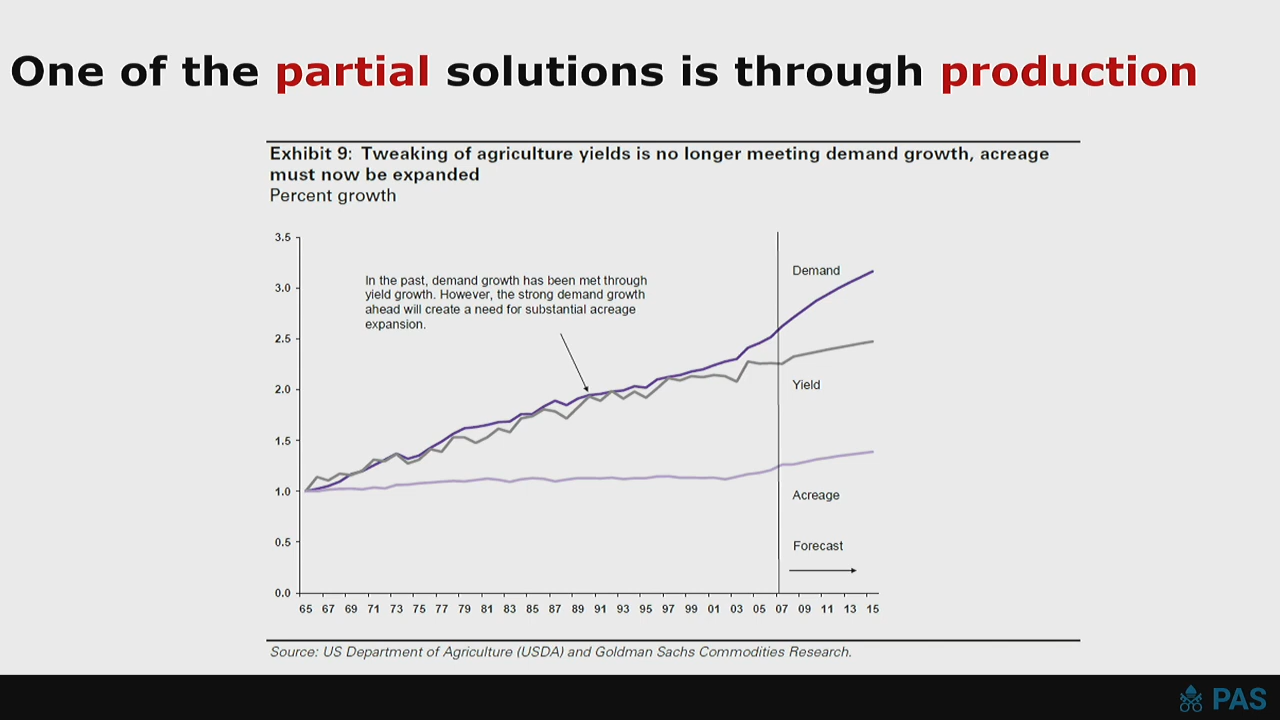 One of the partial solutions is through production
Exhibit 9: Tweaking of agriculture yields is no longer meeting demand growth, acreage
must now be expanded
Percent growth
3.5
3.0
2.5
2.0
1.5
1.0
0.5
0.0
In the past, demand growth has been met through
yield growth. However, the strong demand growth
ahead will create a need for substantial acreage
expansion.
Demand
Yield
Acreage
Forecast
65 67 69 71 73 75 77 79 81 83 85 87 89 91 93 95 97 99 01 03 05 07 09 11 13 15
Source: US Department of Agriculture (USDA) and Goldman Sachs Commodities Research.
PAS